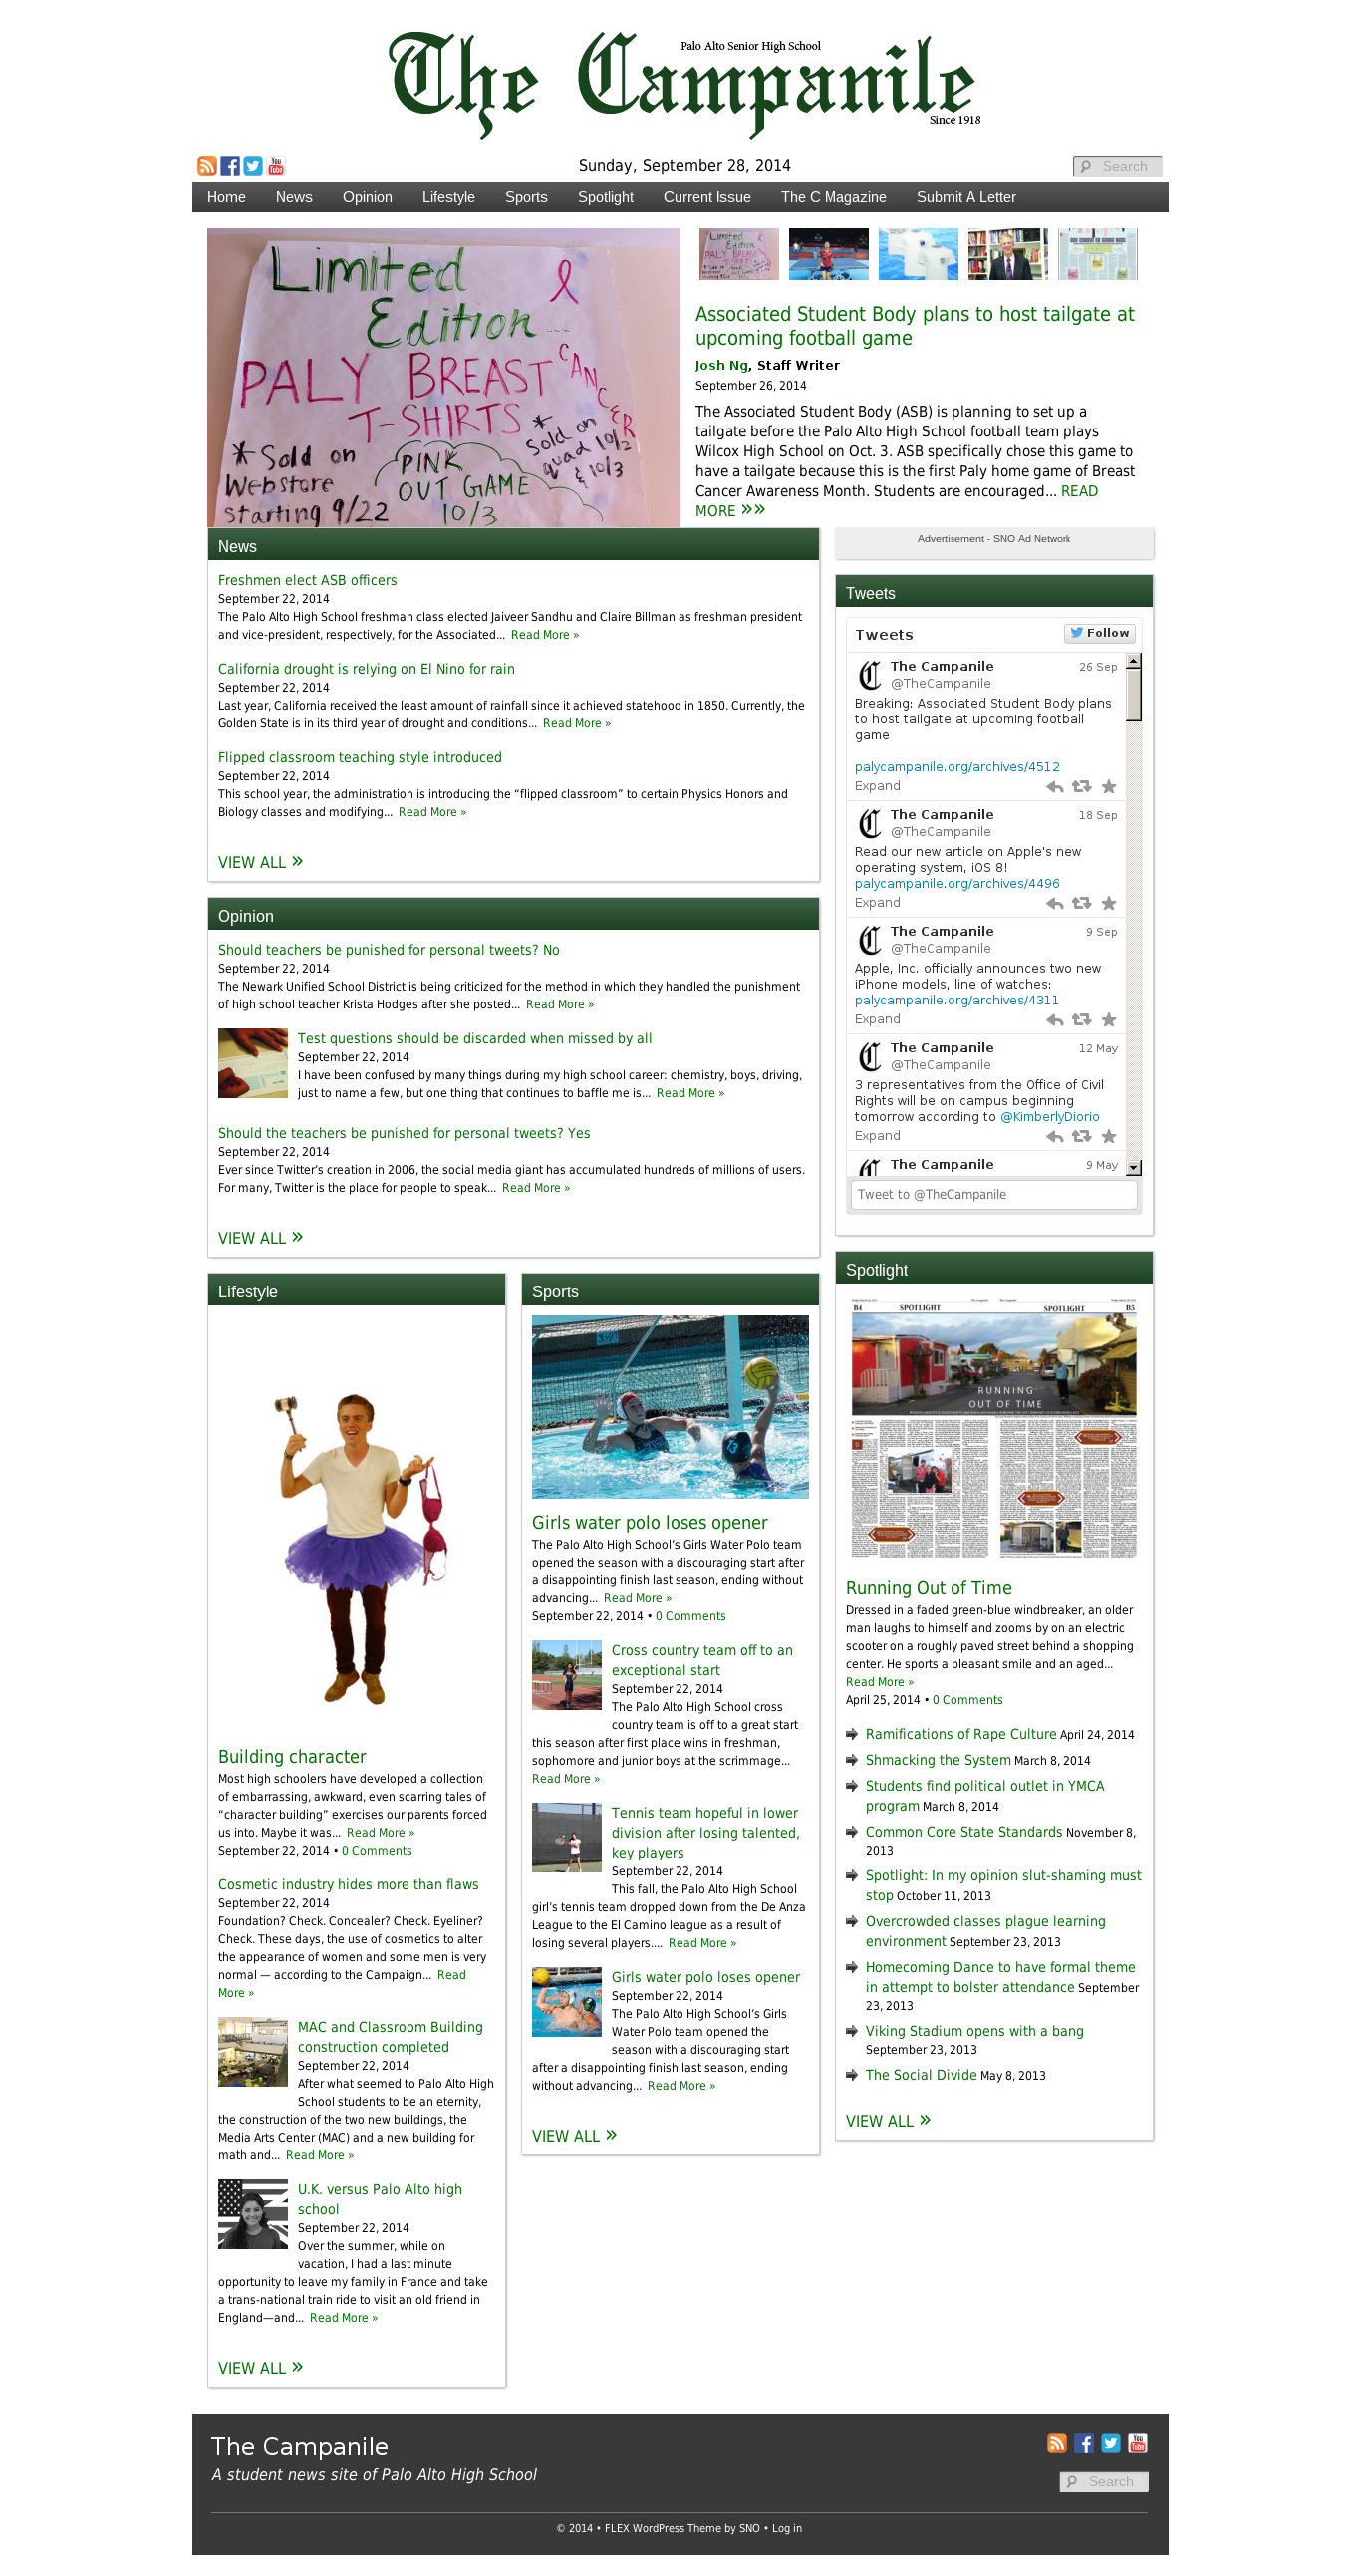 The Campanile
Palo Alto Senior High School
Since 1918
Sunday, September 28, 2014
Search
Home News Opinion Lifestyle Sports Spotlight Current Issue The C Magazine Submit A Letter
Limited
Edition
PALY BREAST CANCER
T-SHIRTS
*Sold on
Webstore
starting 9/22
PINK
OUT GAME
10/3
*Sold on
quad 10/2
& 10/3
Associated Student Body plans to host tailgate at
upcoming football game
Josh Ng, Staff Writer
September 26, 2014
The Associated Student Body (ASB) is planning to set up a
tailgate before the Palo Alto High School football team plays
Wilcox High School on Oct. 3. ASB specifically chose this game to
have a tailgate because this is the first Paly home game of Breast
Cancer Awareness Month. Students are encouraged... READ
MORE »»
News
Freshmen elect ASB officers
September 22, 2014
The Palo Alto High School freshman class elected Jaiveer Sandhu and Claire Billman as freshman president
and vice-president, respectively, for the Associated... Read More »
California drought is relying on El Nino for rain
September 22, 2014
Last year, California received the least amount of rainfall since it achieved statehood in 1850. Currently, the
Golden State is in its third year of drought and conditions... Read More »
Flipped classroom teaching style introduced
September 22, 2014
This school year, the administration is introducing the “flipped classroom” to certain Physics Honors and
Biology classes and modifying... Read More »
VIEW ALL »
Opinion
Should teachers be punished for personal tweets? No
September 22, 2014
The Newark Unified School District is being criticized for the method in which they handled the punishment
of high school teacher Krista Hodges after she posted... Read More »
Test questions should be discarded when missed by all
September 22, 2014
I have been confused by many things during my high school career: chemistry, boys, driving,
just to name a few, but one thing that continues to baffle me is... Read More »
Should the teachers be punished for personal tweets? Yes
September 22, 2014
Ever since Twitter’s creation in 2006, the social media giant has accumulated hundreds of millions of users.
For many, Twitter is the place for people to speak... Read More »
VIEW ALL »
Lifestyle
Building character
Most high schoolers have developed a collection
of embarrassing, awkward, even scarring tales of
“character building” exercises our parents forced
us into. Maybe it was... Read More »
September 22, 2014 • 0 Comments
Cosmetic industry hides more than flaws
September 22, 2014
Foundation? Check. Concealer? Check. Eyeliner?
Check. These days, the use of cosmetics to alter
the appearance of women and some men is very
normal — according to the Campaign... Read
More »
MAC and Classroom Building
construction completed
September 22, 2014
After what seemed to Palo Alto High
School students to be an eternity,
the construction of the two new buildings, the
Media Arts Center (MAC) and a new building for
math and... Read More »
U.K. versus Palo Alto high
school
September 22, 2014
Over the summer, while on
vacation, I had a last minute
opportunity to leave my family in France and take
a trans-national train ride to visit an old friend in
England—and... Read More »
VIEW ALL »
Sports
13
Girls water polo loses opener
The Palo Alto High School’s Girls Water Polo team
opened the season with a discouraging start after
a disappointing finish last season, ending without
advancing... Read More »
September 22, 2014 • 0 Comments
Cross country team off to an
exceptional start
September 22, 2014
The Palo Alto High School cross
country team is off to a great start
this season after first place wins in freshman,
sophomore and junior boys at the scrimmage...
Read More »
Tennis team hopeful in lower
division after losing talented,
key players
September 22, 2014
This fall, the Palo Alto High School
girl’s tennis team dropped down from the De Anza
League to the El Camino league as a result of
losing several players.... Read More »
Girls water polo loses opener
September 22, 2014
The Palo Alto High School’s Girls
Water Polo team opened the
season with a discouraging start
after a disappointing finish last season, ending
without advancing... Read More »
VIEW ALL »
Advertisement - SNO Ad Network
Tweets
Tweets
Follow
The Campanile 26 Sep
@TheCampanile
Breaking: Associated Student Body plans
to host tailgate at upcoming football
game
palycampanile.org/archives/4512
Expand
The Campanile 18 Sep
@TheCampanile
Read our new article on Apple's new
operating system, iOS 8!
palycampanile.org/archives/4496
Expand
The Campanile 9 Sep
@TheCampanile
Apple, Inc. officially announces two new
iPhone models, line of watches:
palycampanile.org/archives/4311
Expand
The Campanile 12 May
@TheCampanile
3 representatives from the Office of Civil
Rights will be on campus beginning
tomorrow according to @KimberlyDiorio
Expand
The Campanile 9 May
Tweet to @TheCampanile
Spotlight
B4 SPOTLIGHT SPOTLIGHT B5
RUNNING
OUT OF TIME
Running Out of Time
Dressed in a faded green-blue windbreaker, an older
man laughs to himself and zooms by on an electric
scooter on a roughly paved street behind a shopping
center. He sports a pleasant smile and an aged...
Read More »
April 25, 2014 • 0 Comments
Ramifications of Rape Culture April 24, 2014
Shmacking the System March 8, 2014
Students find political outlet in YMCA
program March 8, 2014
Common Core State Standards November 8,
2013
Spotlight: In my opinion slut-shaming must
stop October 11, 2013
Overcrowded classes plague learning
environment September 23, 2013
Homecoming Dance to have formal theme
in attempt to bolster attendance September
23, 2013
Viking Stadium opens with a bang
September 23, 2013
The Social Divide May 8, 2013
VIEW ALL »
The Campanile
A student news site of Palo Alto High School
Search
© 2014 • FLEX WordPress Theme by SNO • Log in